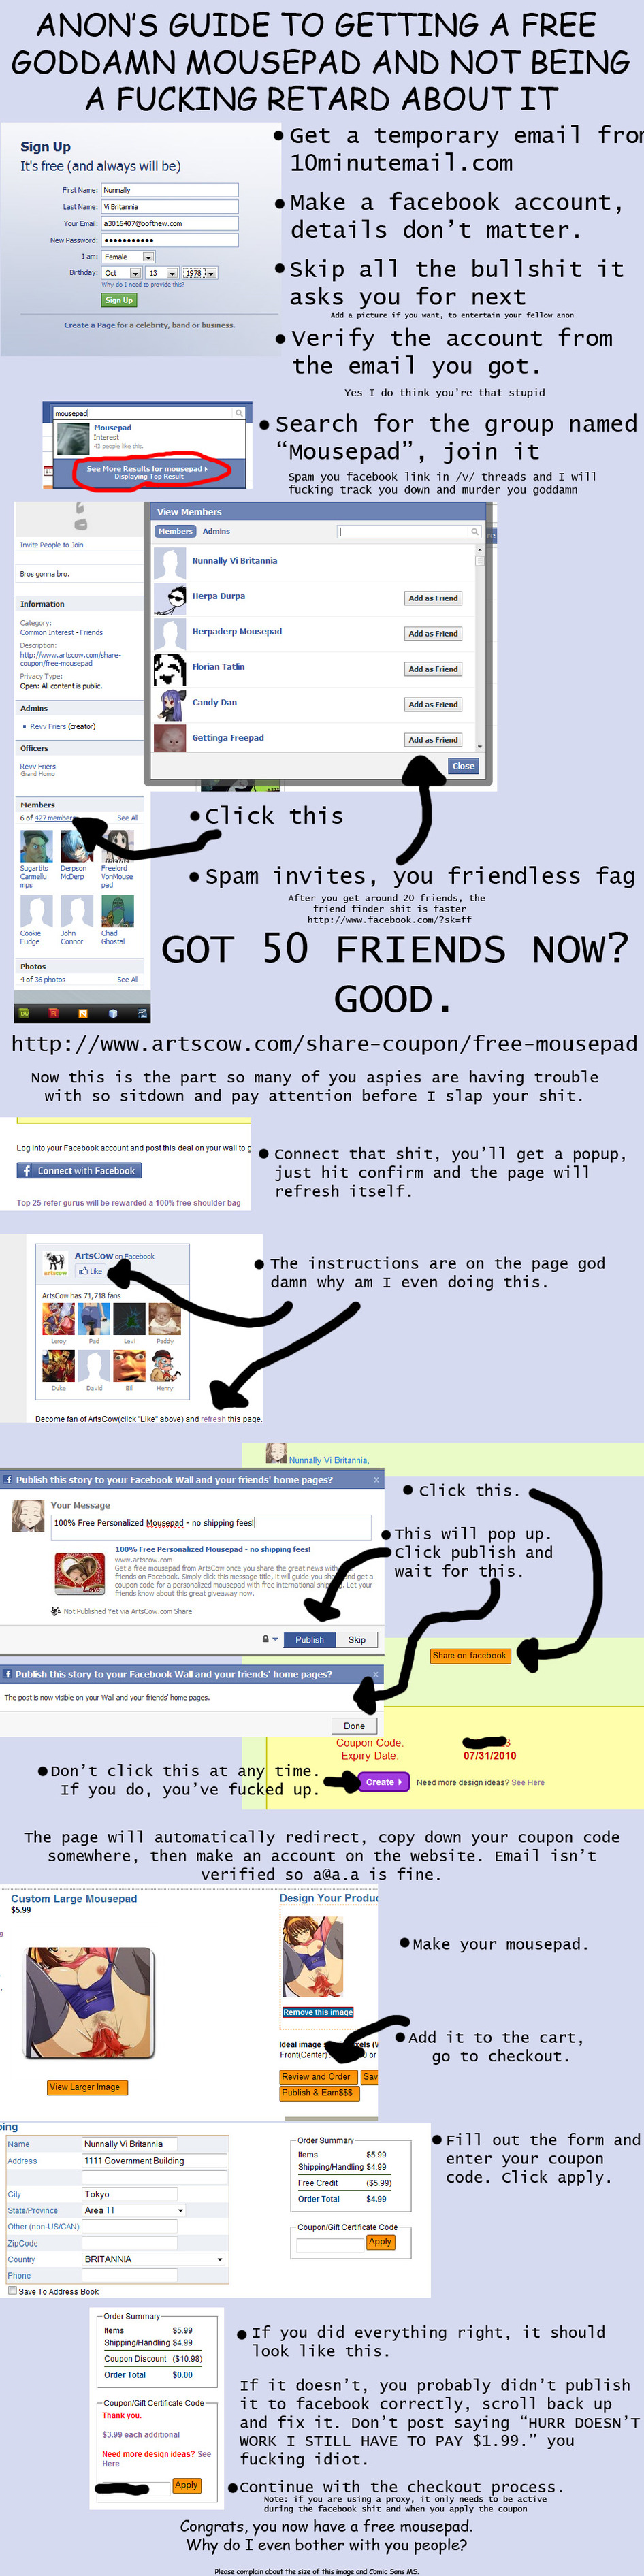 ANON'S GUIDE TO GETTING A FREE
GODDAMN MOUSEPAD AND NOT BEING
A FUCKING RETARD ABOUT IT
Sign Up
It's free (and always will be)
First Name: Nunnally
Last Name: Vi Britannia
Your Email: a3016407@bofthew.com
New Password:
I am: Female
Birthday: Oct 13 1978
Why do I need to provide this?
Sign Up
Create a Page for a celebrity, band or business.
Get a temporary email from
10minutemail.com
Make a facebook account,
details don't matter.
Skip all the bullshit it
asks you for next
Add a picture if you want, to entertain your fellow anon
Verify the account from
the email you got.
Yes I do think you're that stupid
mousepad
Mousepad
Interest
43 people like this.
See More Results for mousepad
Displaying Top Result
Search for the group named
"Mousepad", join it
Spam you facebook link in /v/ threads and I will
fucking track you down and murder you goddamn
Invite People to Join
Bros gonna bro.
Information
Category:
Common Interest - Friends
Description:
http://www.artscow.com/share-
coupon/free-mousepad
Privacy Type:
Open: All content is public.
Admins
Revv Friers (creator)
Officers
Revv Friers
Grand Homo
Members
6 of 427 members See All
Sugartits Carmellu mps
Derpson McDerp
Freelord VonMouse pad
Cookie Fudge
John Connor
Chad Ghostal
Photos
4 of 36 photos See All
View Members
Members Admins
Nunnally Vi Britannia
Herpa Durpa Add as Friend
Herpaderp Mousepad Add as Friend
Florian Tatlin Add as Friend
Candy Dan Add as Friend
Gettinga Freepad Add as Friend
Close
Click this
Spam invites, you friendless fag
After you get around 20 friends, the
friend finder shit is faster
http://www.facebook.com/?sk=ff
GOT 50 FRIENDS NOW?
GOOD.
http://www.artscow.com/share-coupon/free-mousepad
Now this is the part so many of you aspies are having trouble
with so sitdown and pay attention before I slap your shit.
Log into your Facebook account and post this deal on your wall to g
Connect with Facebook
Top 25 refer gurus will be rewarded a 100% free shoulder bag
Connect that shit, you'll get a popup,
just hit confirm and the page will
refresh itself.
ArtsCow on Facebook
Like
ArtsCow has 71,718 fans
Leroy Pad Levi Paddy
Duke David Bill Henry
Become fan of ArtsCow(click "Like" above) and refresh this page.
The instructions are on the page god
damn why am I even doing this.
Nunnally Vi Britannia,
Publish this story to your Facebook Wall and your friends' home pages?
Your Message
100% Free Personalized Mousepad - no shipping fees!
100% Free Personalized Mousepad - no shipping fees!
www.artscow.com
Get a free mousepad from ArtsCow once you share the great news with
friends on Facebook. Simply click this message title, it will guide you and get a
coupon code for a personalized mousepad with free international ship . Let your
friends know about this great giveaway now.
Not Published Yet via ArtsCow.com Share
Publish Skip
Click this.
This will pop up.
Click publish and
wait for this.
Share on facebook
Publish this story to your Facebook Wall and your friends' home pages?
The post is now visible on your Wall and your friends' home pages.
Done
Coupon Code: 3
Expiry Date: 07/31/2010
Create Need more design ideas? See Here
Don't click this at any time.
If you do, you've fucked up.
The page will automatically redirect, copy down your coupon code
somewhere, then make an account on the website. Email isn't
verified so a@a.a is fine.
Custom Large Mousepad
$5.99
View Larger Image
Design Your Produc
Remove this image
Ideal image
Front(Center)
Review and Order Sav
Publish & Earn$$$
Make your mousepad.
Add it to the cart,
go to checkout.
ping
Name Nunnally Vi Britannia
Address 1111 Government Building
City Tokyo
State/Province Area 11
Other (non-US/CAN)
ZipCode
Country BRITANNIA
Phone
Save To Address Book
Order Summary
Items $5.99
Shipping/Handling $4.99
Free Credit ($5.99)
Order Total $4.99
Coupon/Gift Certificate Code
Apply
Fill out the form and
enter your coupon
code. Click apply.
Order Summary
Items $5.99
Shipping/Handling $4.99
Coupon Discount ($10.98)
Order Total $0.00
Coupon/Gift Certificate Code
Thank you.
$3.99 each additional
Need more design ideas? See
Here
Apply
If you did everything right, it should
look like this.
If it doesn't, you probably didn't publish
it to facebook correctly, scroll back up
and fix it. Don't post saying "HURR DOESN'T
WORK I STILL HAVE TO PAY $1.99." you
fucking idiot.
Continue with the checkout process.
Note: if you are using a proxy, it only needs to be active
during the facebook shit and when you apply the coupon
Congrats, you now have a free mousepad.
Why do I even bother with you people?
Please complain about the size of this image and Comic Sans MS.